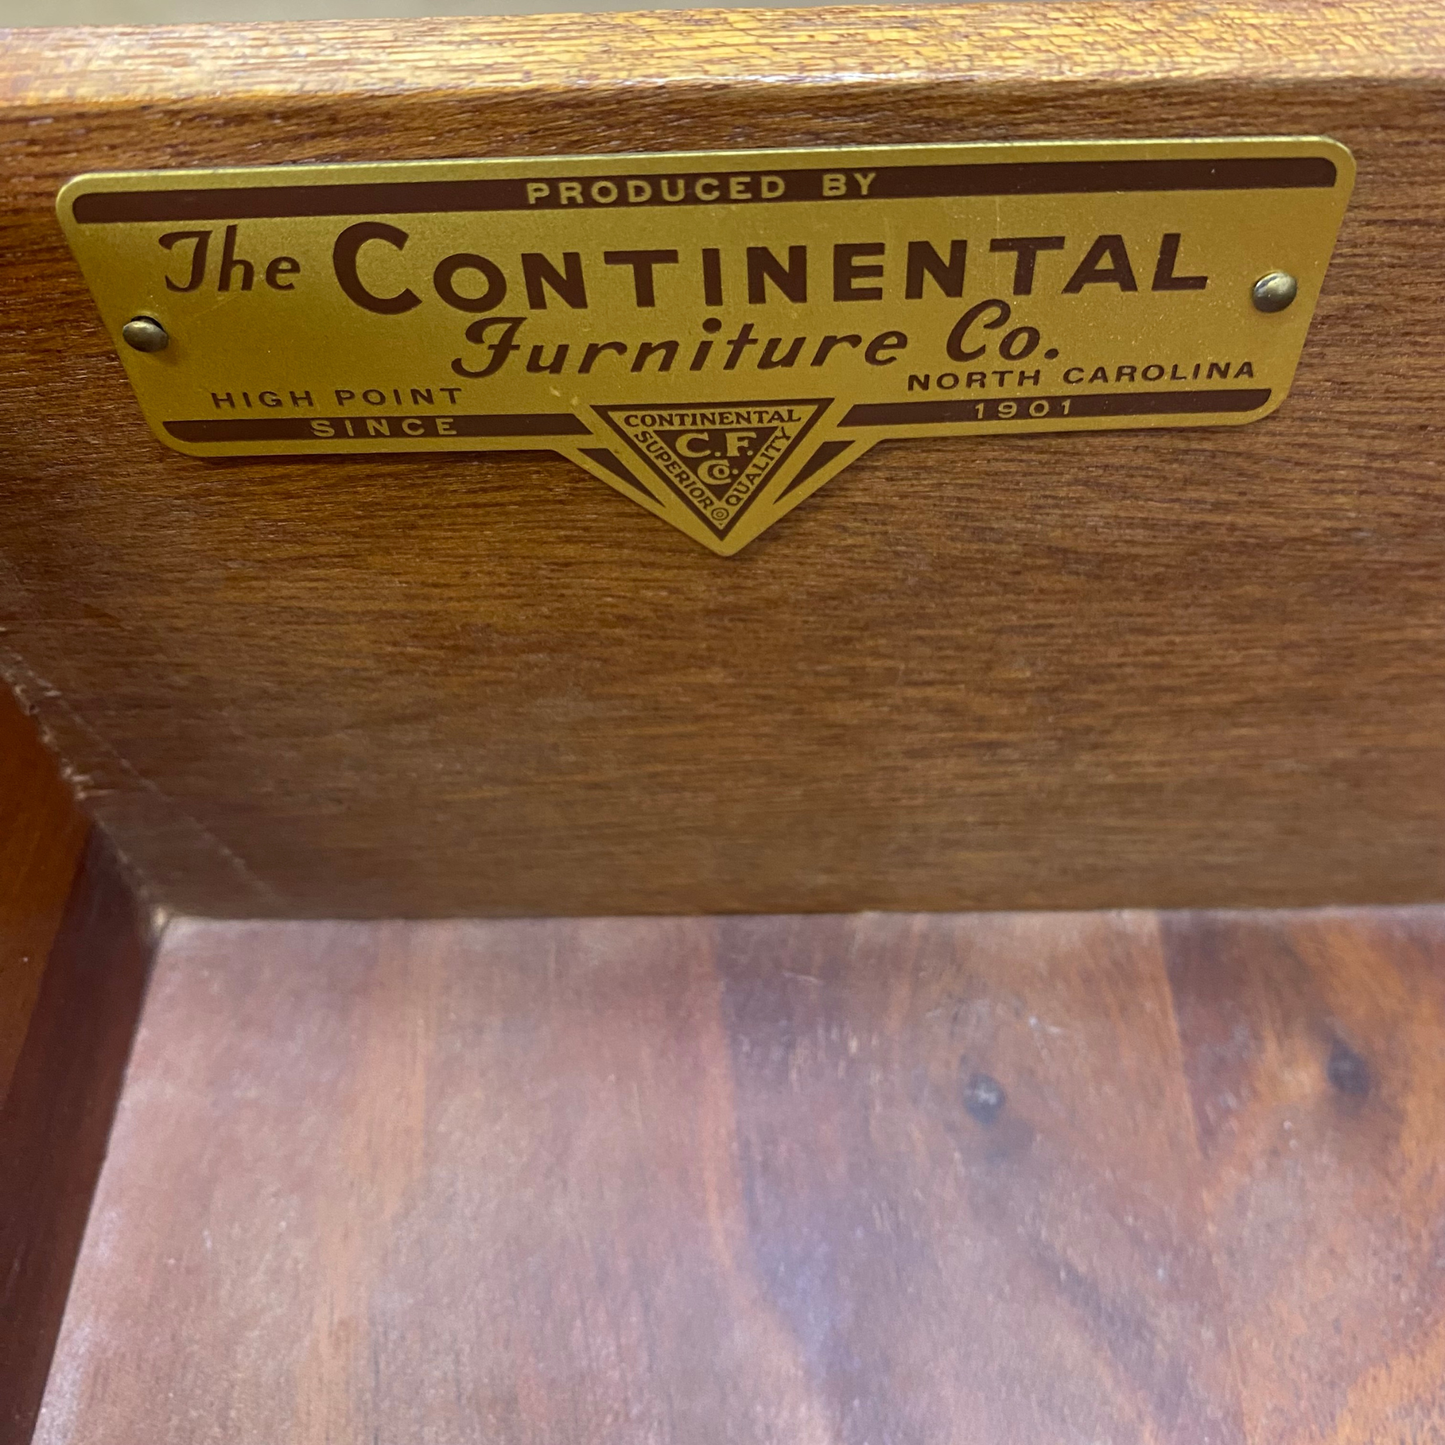 PRODUCED BY
The CONTINENTAL
Furniture Co.
HIGH POINT NORTH CAROLINA
SINCE 1901
CONTINENTAL
SUPERIOR QUALITY
C.F.
Co.